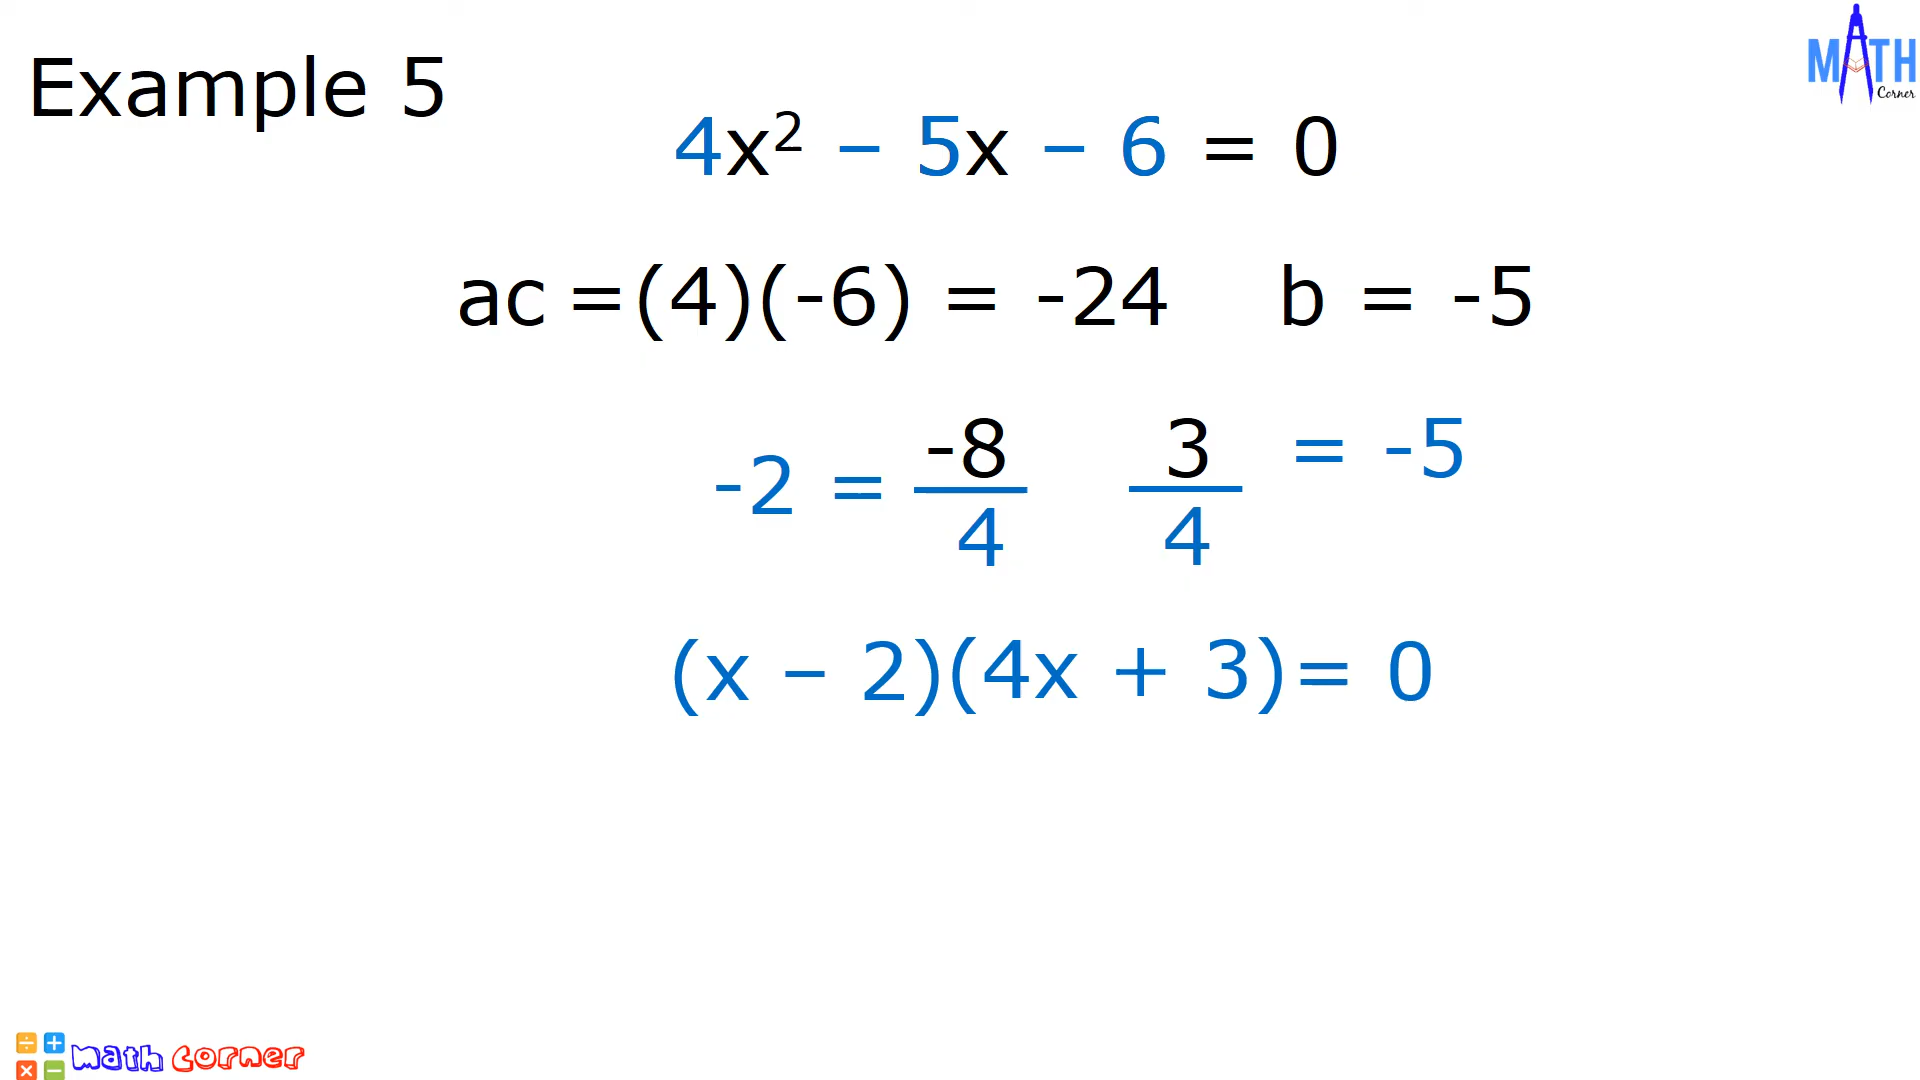 Example 5
MATH
Corner
4x² – 5x – 6 = 0
ac =(4)(-6) = -24 b = -5
-2 = -8/4 3/4 = -5
(x – 2)(4x + 3)= 0
÷ +
× − math corner